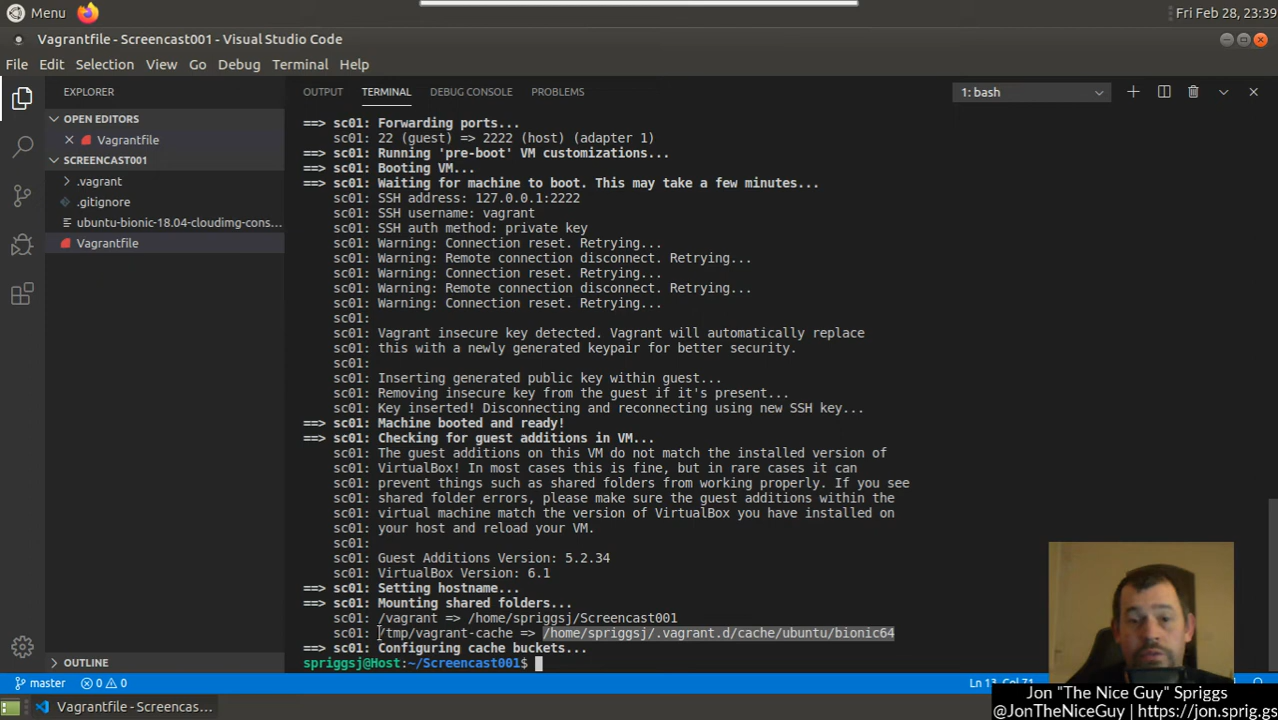 Menu
Fri Feb 28, 23:39
Vagrantfile - Screencast001 - Visual Studio Code
File Edit Selection View Go Debug Terminal Help
EXPLORER
OPEN EDITORS
Vagrantfile
SCREENCAST001
.vagrant
.gitignore
ubuntu-bionic-18.04-cloudimg-cons...
Vagrantfile
OUTLINE
OUTPUT TERMINAL DEBUG CONSOLE PROBLEMS
1: bash
==> sc01: Forwarding ports...
sc01: 22 (guest) => 2222 (host) (adapter 1)
==> sc01: Running 'pre-boot' VM customizations...
==> sc01: Booting VM...
==> sc01: Waiting for machine to boot. This may take a few minutes...
sc01: SSH address: 127.0.0.1:2222
sc01: SSH username: vagrant
sc01: SSH auth method: private key
sc01: Warning: Connection reset. Retrying...
sc01: Warning: Remote connection disconnect. Retrying...
sc01: Warning: Connection reset. Retrying...
sc01: Warning: Remote connection disconnect. Retrying...
sc01: Warning: Connection reset. Retrying...
sc01:
sc01: Vagrant insecure key detected. Vagrant will automatically replace
sc01: this with a newly generated keypair for better security.
sc01:
sc01: Inserting generated public key within guest...
sc01: Removing insecure key from the guest if it's present...
sc01: Key inserted! Disconnecting and reconnecting using new SSH key...
==> sc01: Machine booted and ready!
==> sc01: Checking for guest additions in VM...
sc01: The guest additions on this VM do not match the installed version of
sc01: VirtualBox! In most cases this is fine, but in rare cases it can
sc01: prevent things such as shared folders from working properly. If you see
sc01: shared folder errors, please make sure the guest additions within the
sc01: virtual machine match the version of VirtualBox you have installed on
sc01: your host and reload your VM.
sc01:
sc01: Guest Additions Version: 5.2.34
sc01: VirtualBox Version: 6.1
==> sc01: Setting hostname...
==> sc01: Mounting shared folders...
sc01: /vagrant => /home/spriggsj/Screencast001
sc01: /tmp/vagrant-cache => /home/spriggsj/.vagrant.d/cache/ubuntu/bionic64
==> sc01: Configuring cache buckets...
spriggsj@Host:~/Screencast001$
master 0 0
Ln 13, Col 71
Vagrantfile - Screencas...
Jon "The Nice Guy" Spriggs
@JonTheNiceGuy | https://jon.sprig.gs